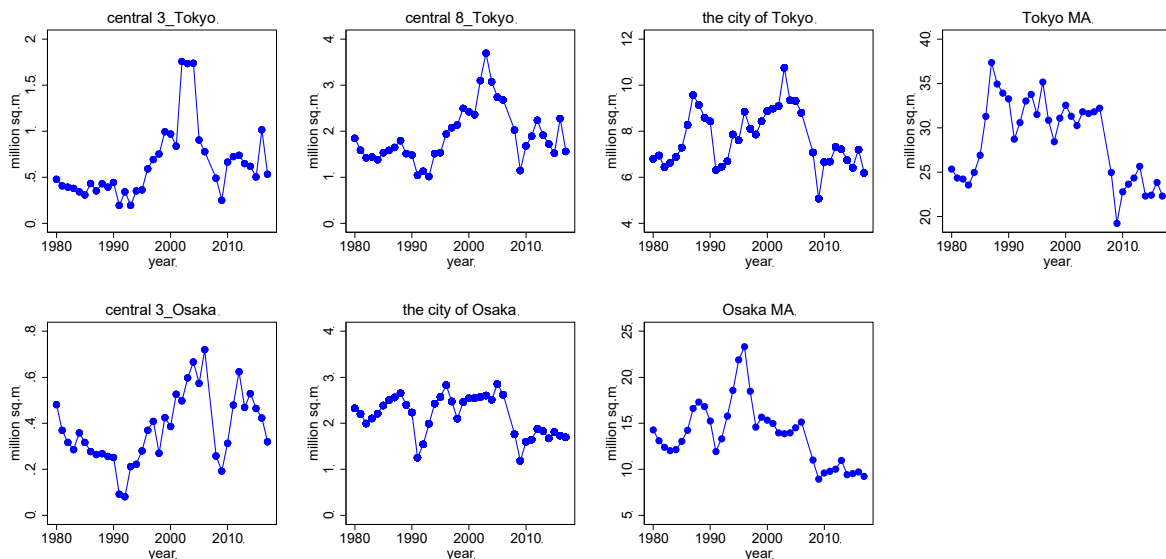 central 3_Tokyo.
million sq.m.
2
1.5
1.
.5
0.
1980 1990 2000 2010.
year.
central 8_Tokyo.
million sq.m.
4.
3.
2.
1.
0.
1980 1990 2000 2010.
year.
the city of Tokyo.
million sq.m.
12.
10.
8.
6.
4.
1980 1990 2000 2010.
year.
Tokyo MA.
million sq.m.
40.
35.
30.
25.
20.
1980 1990 2000 2010.
year.
central 3_Osaka.
million sq.m.
.8
.6
.4
.2
0.
1980 1990 2000 2010.
year.
the city of Osaka.
million sq.m.
4.
3.
2.
1.
0.
1980 1990 2000 2010.
year.
Osaka MA.
million sq.m.
25.
20.
15.
10.
5.
1980 1990 2000 2010.
year.